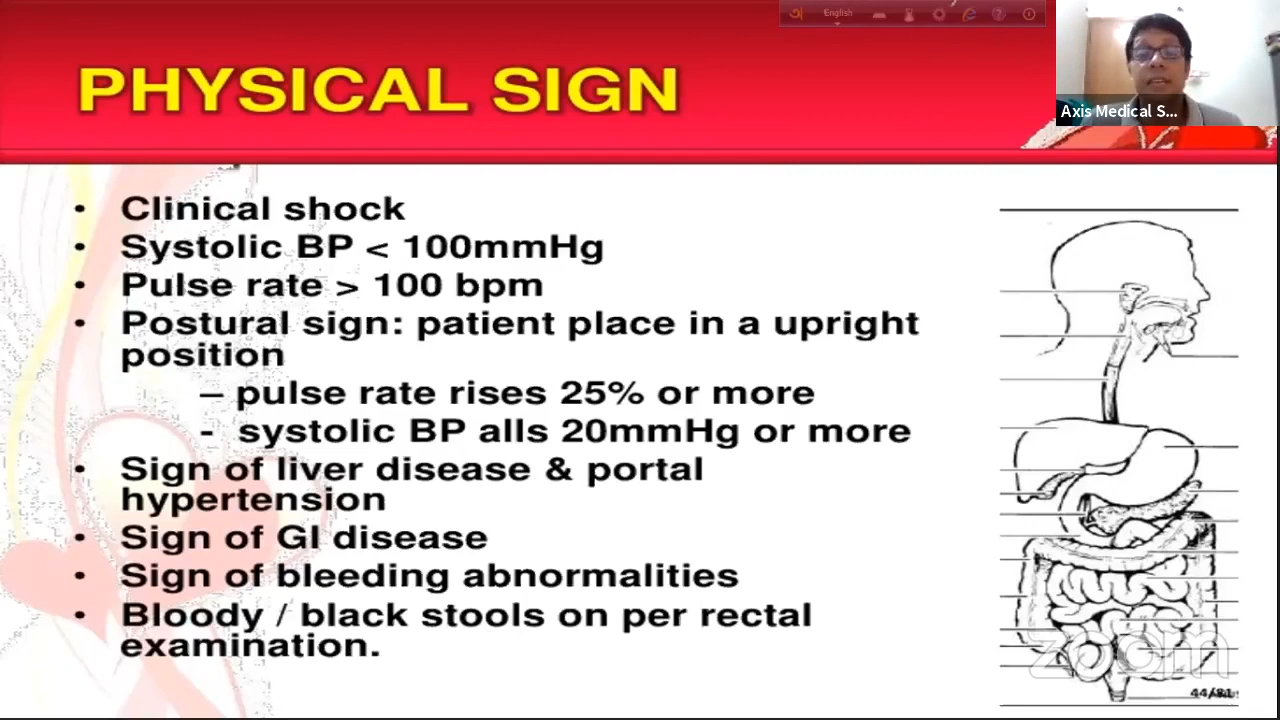 English
PHYSICAL SIGN
Axis Medical S...
• Clinical shock
• Systolic BP < 100mmHg
• Pulse rate > 100 bpm
• Postural sign: patient place in a upright
position
– pulse rate rises 25% or more
- systolic BP alls 20mmHg or more
• Sign of liver disease & portal
hypertension
• Sign of GI disease
• Sign of bleeding abnormalities
• Bloody / black stools on per rectal
examination.
zoom